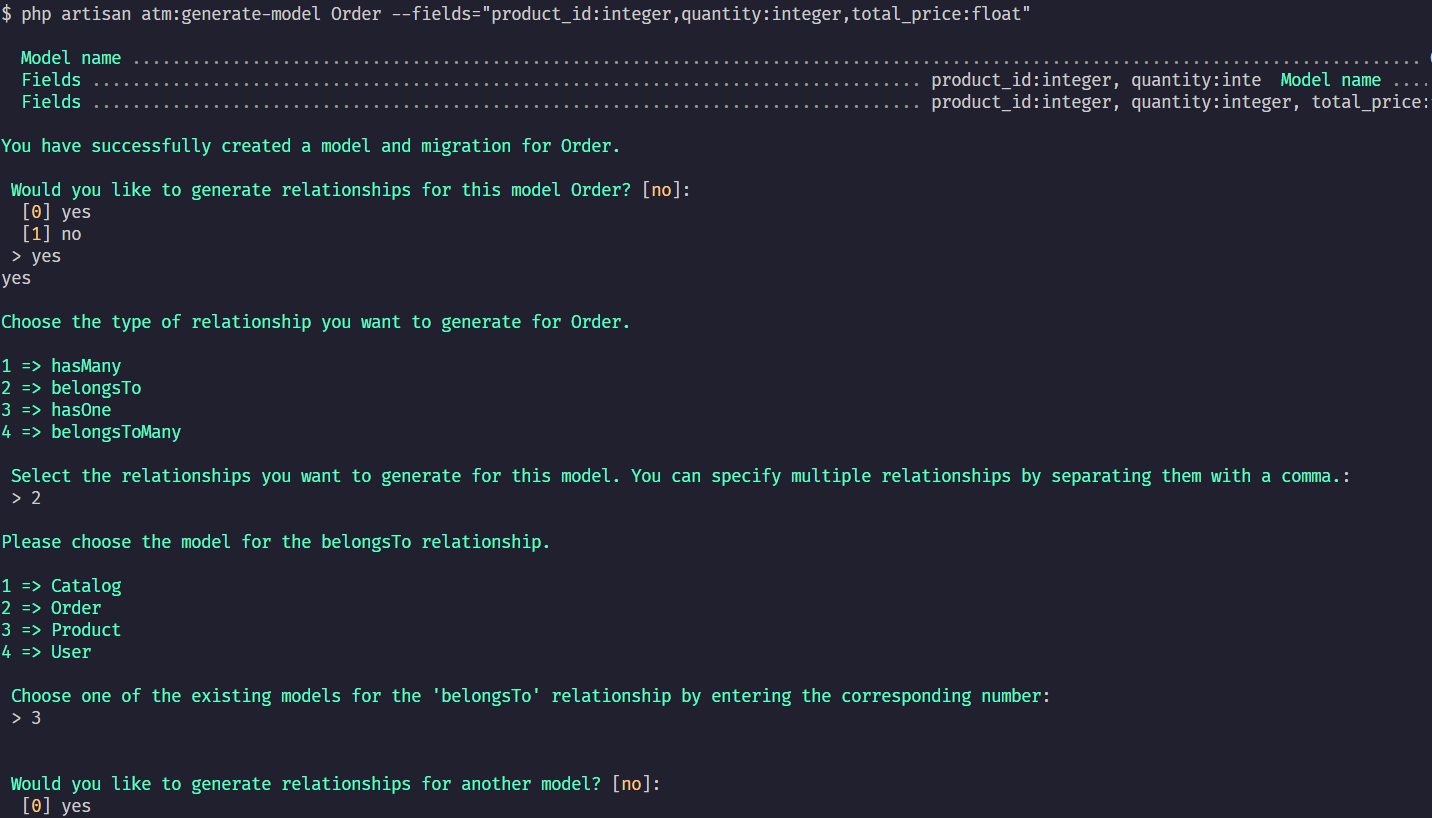 $ php artisan atm:generate-model Order --fields="product_id:integer,quantity:integer,total_price:float"
Model name ................................................................................................................................
Fields ................................................................................... product_id:integer, quantity:inte  Model name ....
Fields ................................................................................... product_id:integer, quantity:integer, total_price:
You have successfully created a model and migration for Order.
Would you like to generate relationships for this model Order? [no]:
[0] yes
[1] no
> yes
yes
Choose the type of relationship you want to generate for Order.
1 => hasMany
2 => belongsTo
3 => hasOne
4 => belongsToMany
Select the relationships you want to generate for this model. You can specify multiple relationships by separating them with a comma.:
> 2
Please choose the model for the belongsTo relationship.
1 => Catalog
2 => Order
3 => Product
4 => User
Choose one of the existing models for the 'belongsTo' relationship by entering the corresponding number:
> 3
Would you like to generate relationships for another model? [no]:
[0] yes